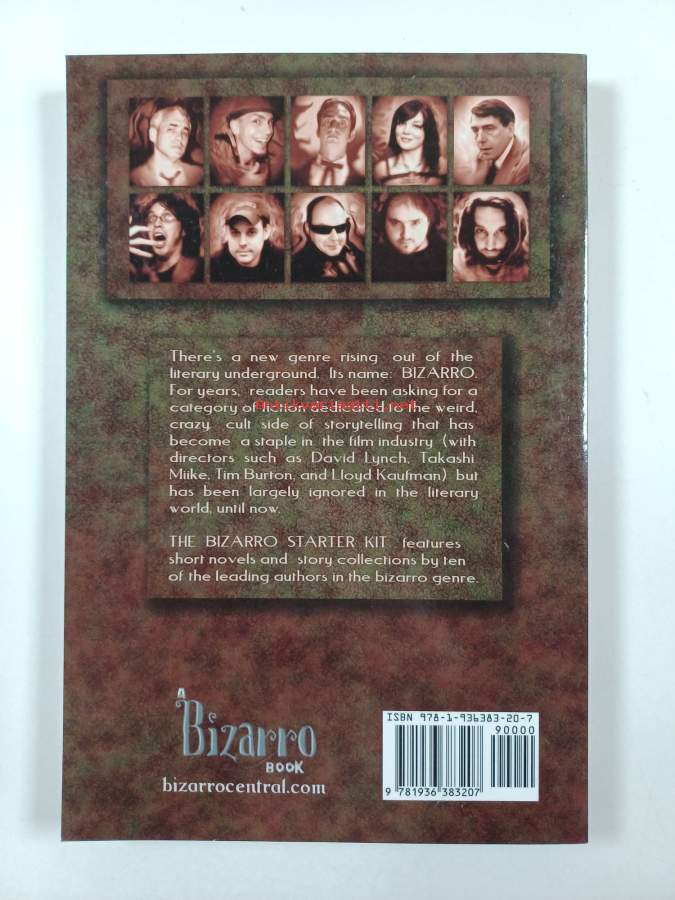 There's a new genre rising out of the
literary underground. Its name: BIZARRO.
For years, readers have been asking for a
category of fiction dedicated to the weird,
crazy, cult side of storytelling that has
become a staple in the film industry (with
directors such as David Lynch, Takashi
Miike, Tim Burton, and Lloyd Kaufman) but
has been largely ignored in the literary
world, until now.
THE BIZARRO STARTER KIT features
short novels and story collections by ten
of the leading authors in the bizarro genre.
A
Bizarro
BOOK
bizarrocentral.com
ISBN 978-1-936383-20-7
90000
9 781936 383207